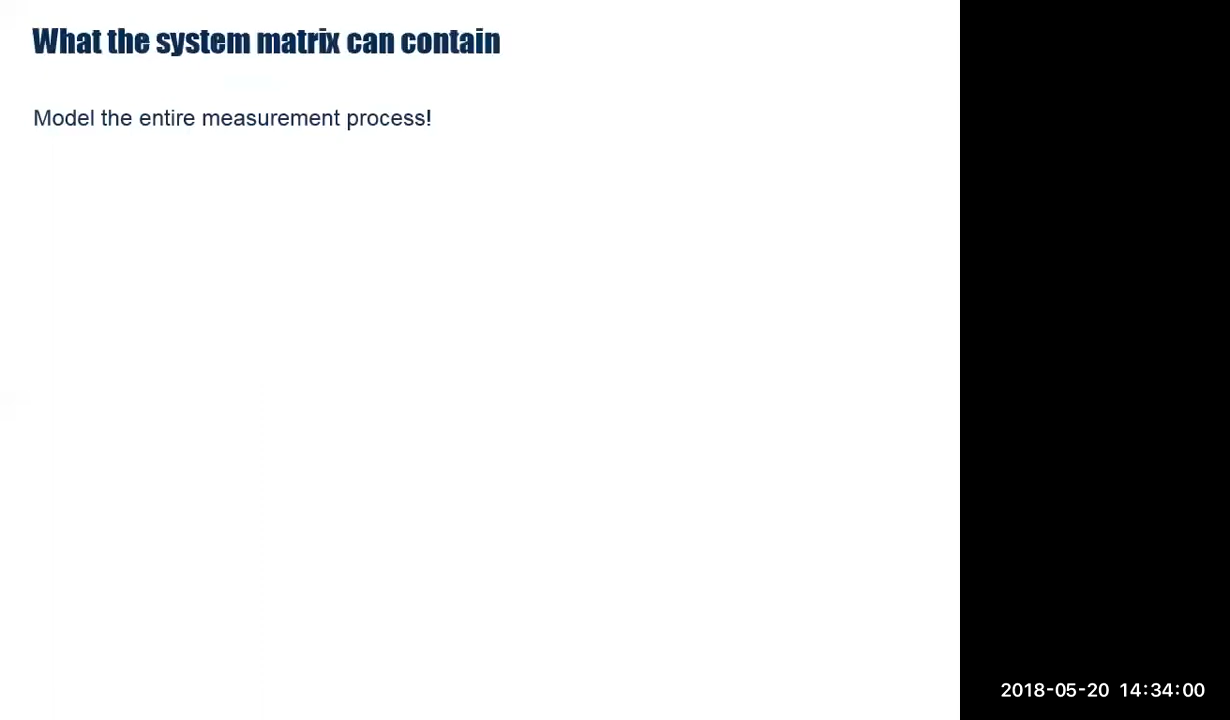 What the system matrix can contain
Model the entire measurement process!
2018-05-20 14:34:00